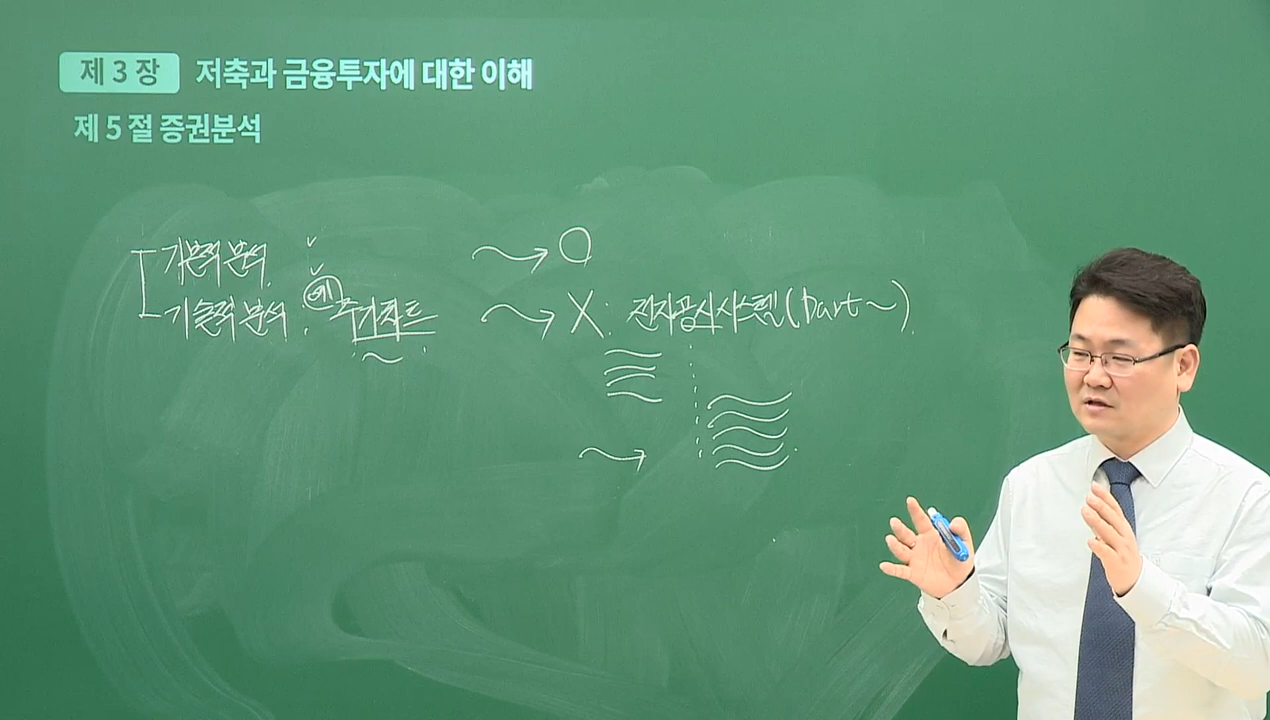 제 3 장 저축과 금융투자에 대한 이해
제 5 절 증권분석
기본적 분석
기술적 분석 : 예) 주가차트
O
X : 전자공시시스템(Dart~)